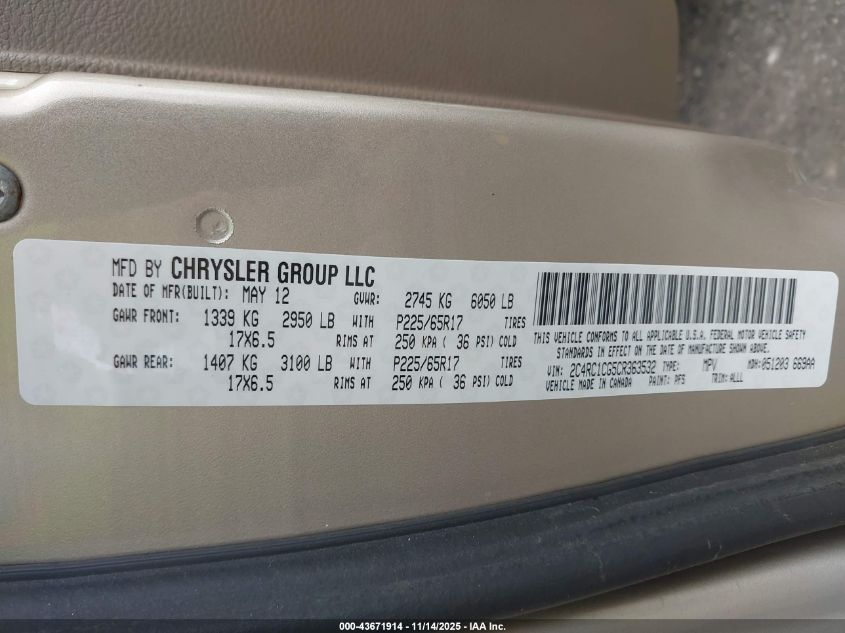 MFD BY CHRYSLER GROUP LLC
DATE OF MFR(BUILT): MAY 12 GVWR: 2745 KG 6050 LB
GAWR FRONT: 1339 KG 2950 LB WITH P225/65R17 TIRES
17X6.5 RIMS AT 250 KPA ( 36 PSI) COLD
GAWR REAR: 1407 KG 3100 LB WITH P225/65R17 TIRES
17X6.5 RIMS AT 250 KPA ( 36 PSI) COLD
THIS VEHICLE CONFORMS TO ALL APPLICABLE U.S.A. FEDERAL MOTOR VEHICLE SAFETY
STANDARDS IN EFFECT ON THE DATE OF MANUFACTURE SHOWN ABOVE.
VIN: 2C4RC1CG5CR363532 TYPE: MPV MDH: 051203 669AA
VEHICLE MADE IN CANADA PAINT: PFS TRIM: ALLL
000-43671914 - 11/14/2025 - IAA Inc.